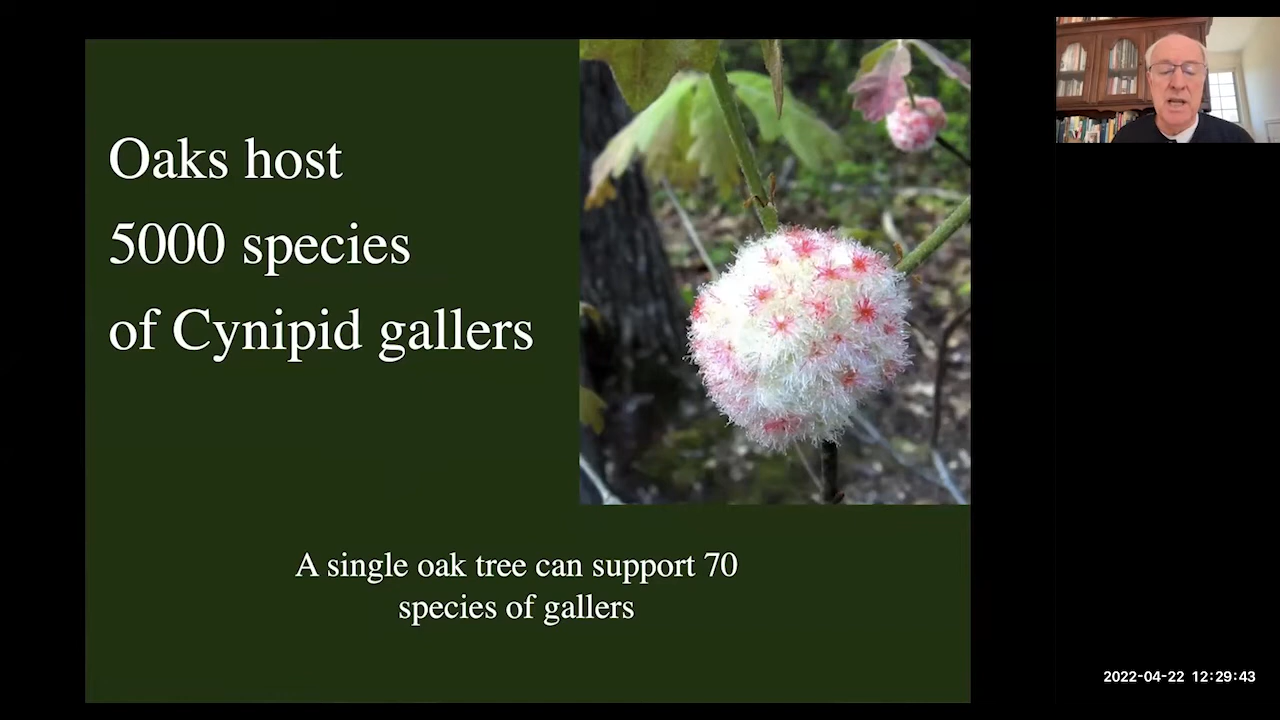 Oaks host
5000 species
of Cynipid gallers
A single oak tree can support 70
species of gallers
2022-04-22 12:29:43